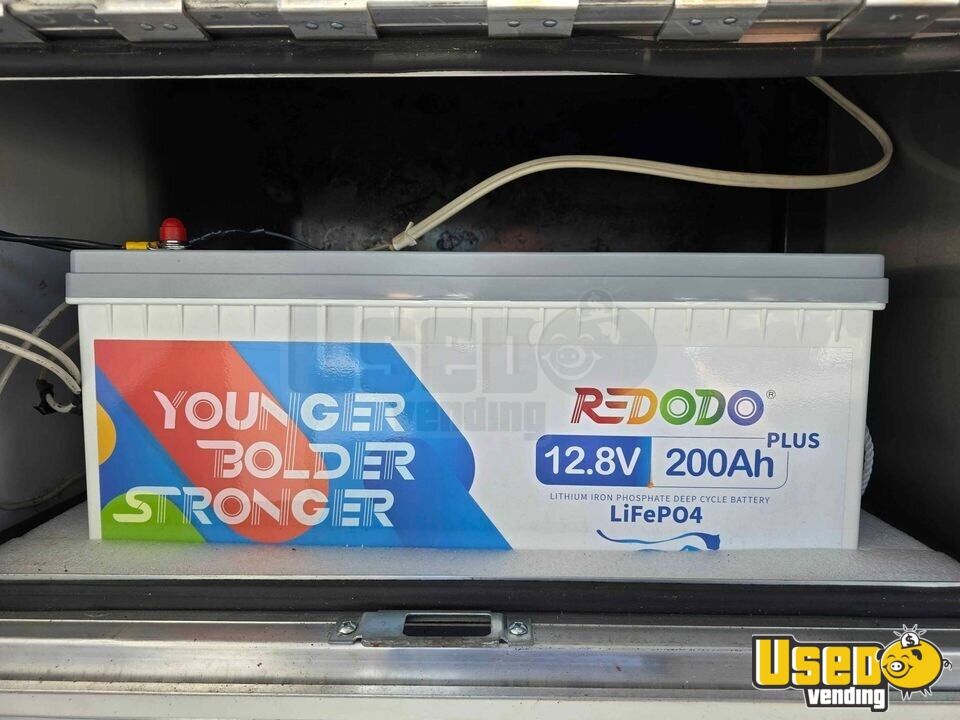 USED
vending
YOUNGER
BOLDER
STRONGER
REDODO®
12.8V 200Ah PLUS
LITHIUM IRON PHOSPHATE DEEP CYCLE BATTERY
LiFePO4
USED
vending